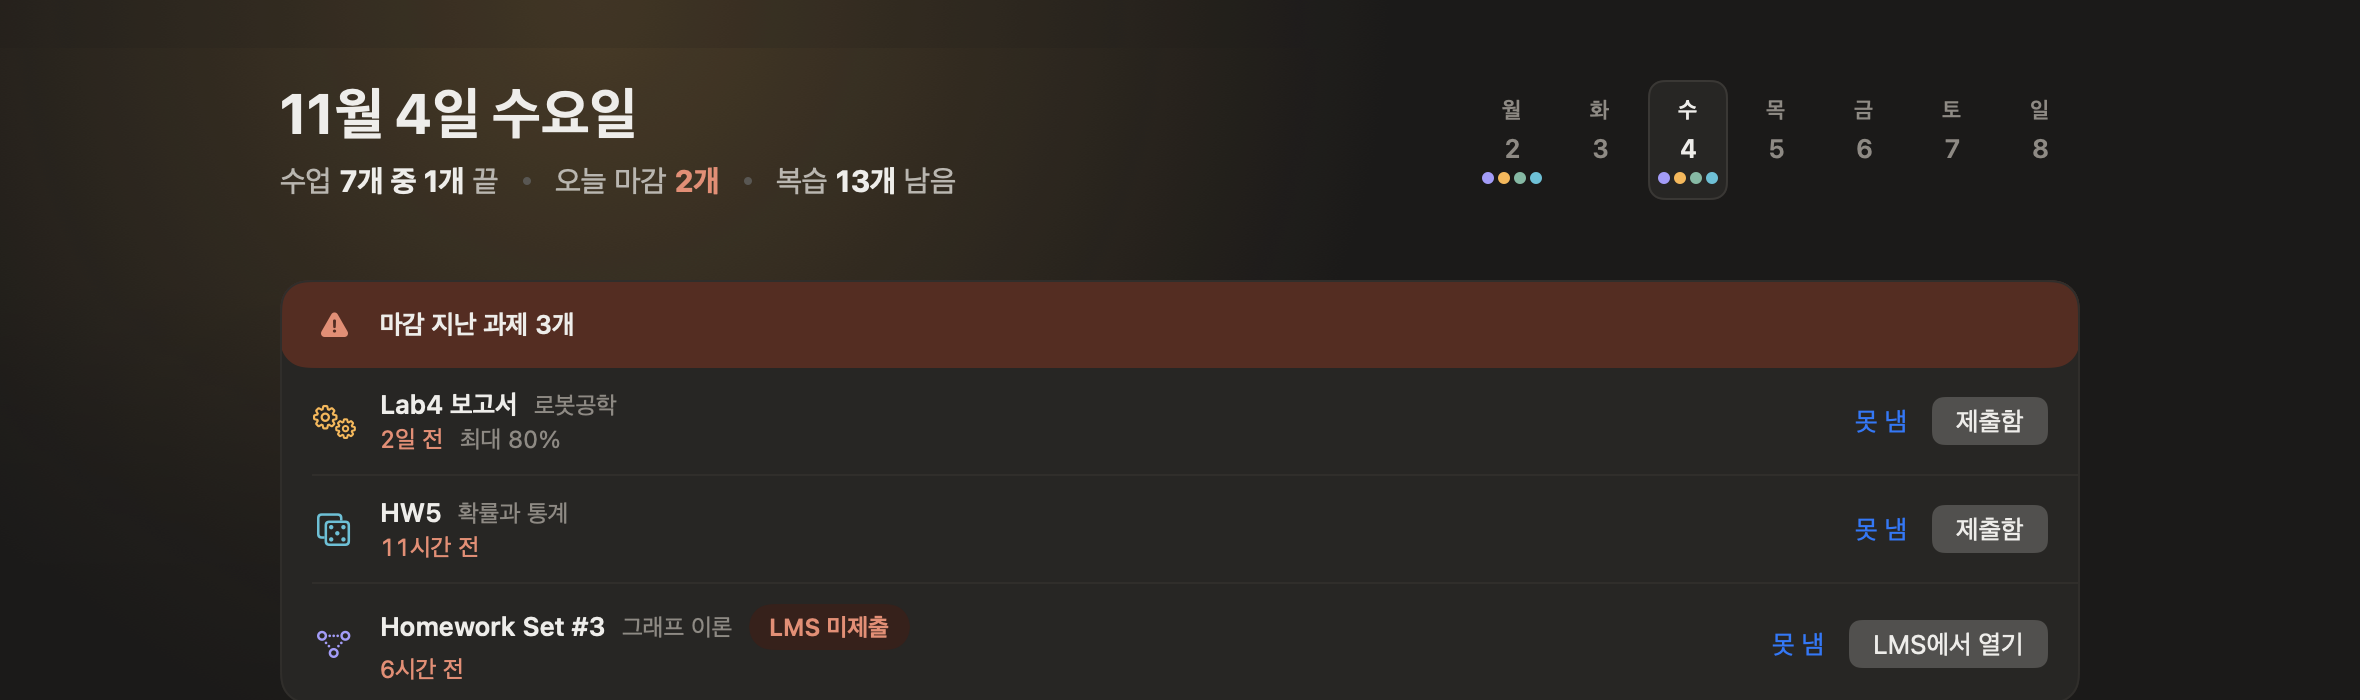 11월 4일 수요일
수업 7개 중 1개 끝 • 오늘 마감 2개 • 복습 13개 남음
월 화 수 목 금 토 일
2 3 4 5 6 7 8
마감 지난 과제 3개
Lab4 보고서 로봇공학
2일 전 최대 80%
못 냄 제출함
HW5 확률과 통계
11시간 전
못 냄 제출함
Homework Set #3 그래프 이론 LMS 미제출
6시간 전
못 냄 LMS에서 열기